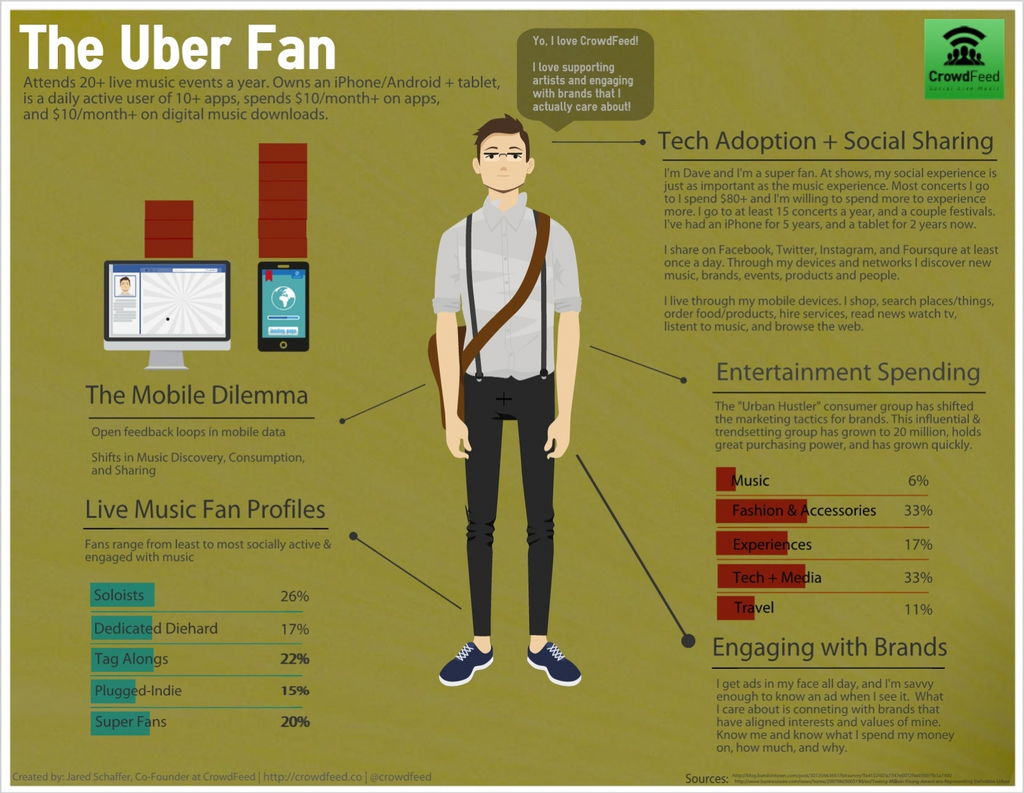 The Uber Fan
Attends 20+ live music events a year. Owns an iPhone/Android + tablet,
is a daily active user of 10+ apps, spends $10/month+ on apps,
and $10/month+ on digital music downloads.
Yo, I love CrowdFeed!
I love supporting
artists and engaging
with brands that I
actually care about!
CrowdFeed
Social Live Music
Tech Adoption + Social Sharing
I'm Dave and I'm a super fan. At shows, my social experience is
just as important as the music experience. Most concerts I go
to I spend $80+ and I'm willing to spend more to experience
more. I go to at least 15 concerts a year, and a couple festivals.
I've had an iPhone for 5 years, and a tablet for 2 years now.
I share on Facebook, Twitter, Instagram, and Foursqure at least
once a day. Through my devices and networks I discover new
music, brands, events, products and people.
I live through my mobile devices. I shop, search places/things,
order food/products, hire services, read news watch tv,
listen to music, and browse the web.
The Mobile Dilemma
Open feedback loops in mobile data
Shifts in Music Discovery, Consumption,
and Sharing
Live Music Fan Profiles
Fans range from least to most socially active &
engaged with music
Soloists 26%
Dedicated Diehard 17%
Tag Alongs 22%
Plugged-Indie 15%
Super Fans 20%
Entertainment Spending
The "Urban Hustler" consumer group has shifted
the marketing tactics for brands. This influential &
trendsetting group has grown to 20 million, holds
great purchasing power, and has grown quickly.
Music 6%
Fashion & Accessories 33%
Experiences 17%
Tech + Media 33%
Travel 11%
Engaging with Brands
I get ads in my face all day, and I'm savvy
enough to know an ad when I see it. What
I care about is conneting with brands that
have aligned interests and values of mine.
Know me and know what I spend my money
on, how much, and why.
Created by: Jared Schaffer, Co-Founder at CrowdFeed | http://crowdfeed.co | @crowdfeed
Sources: